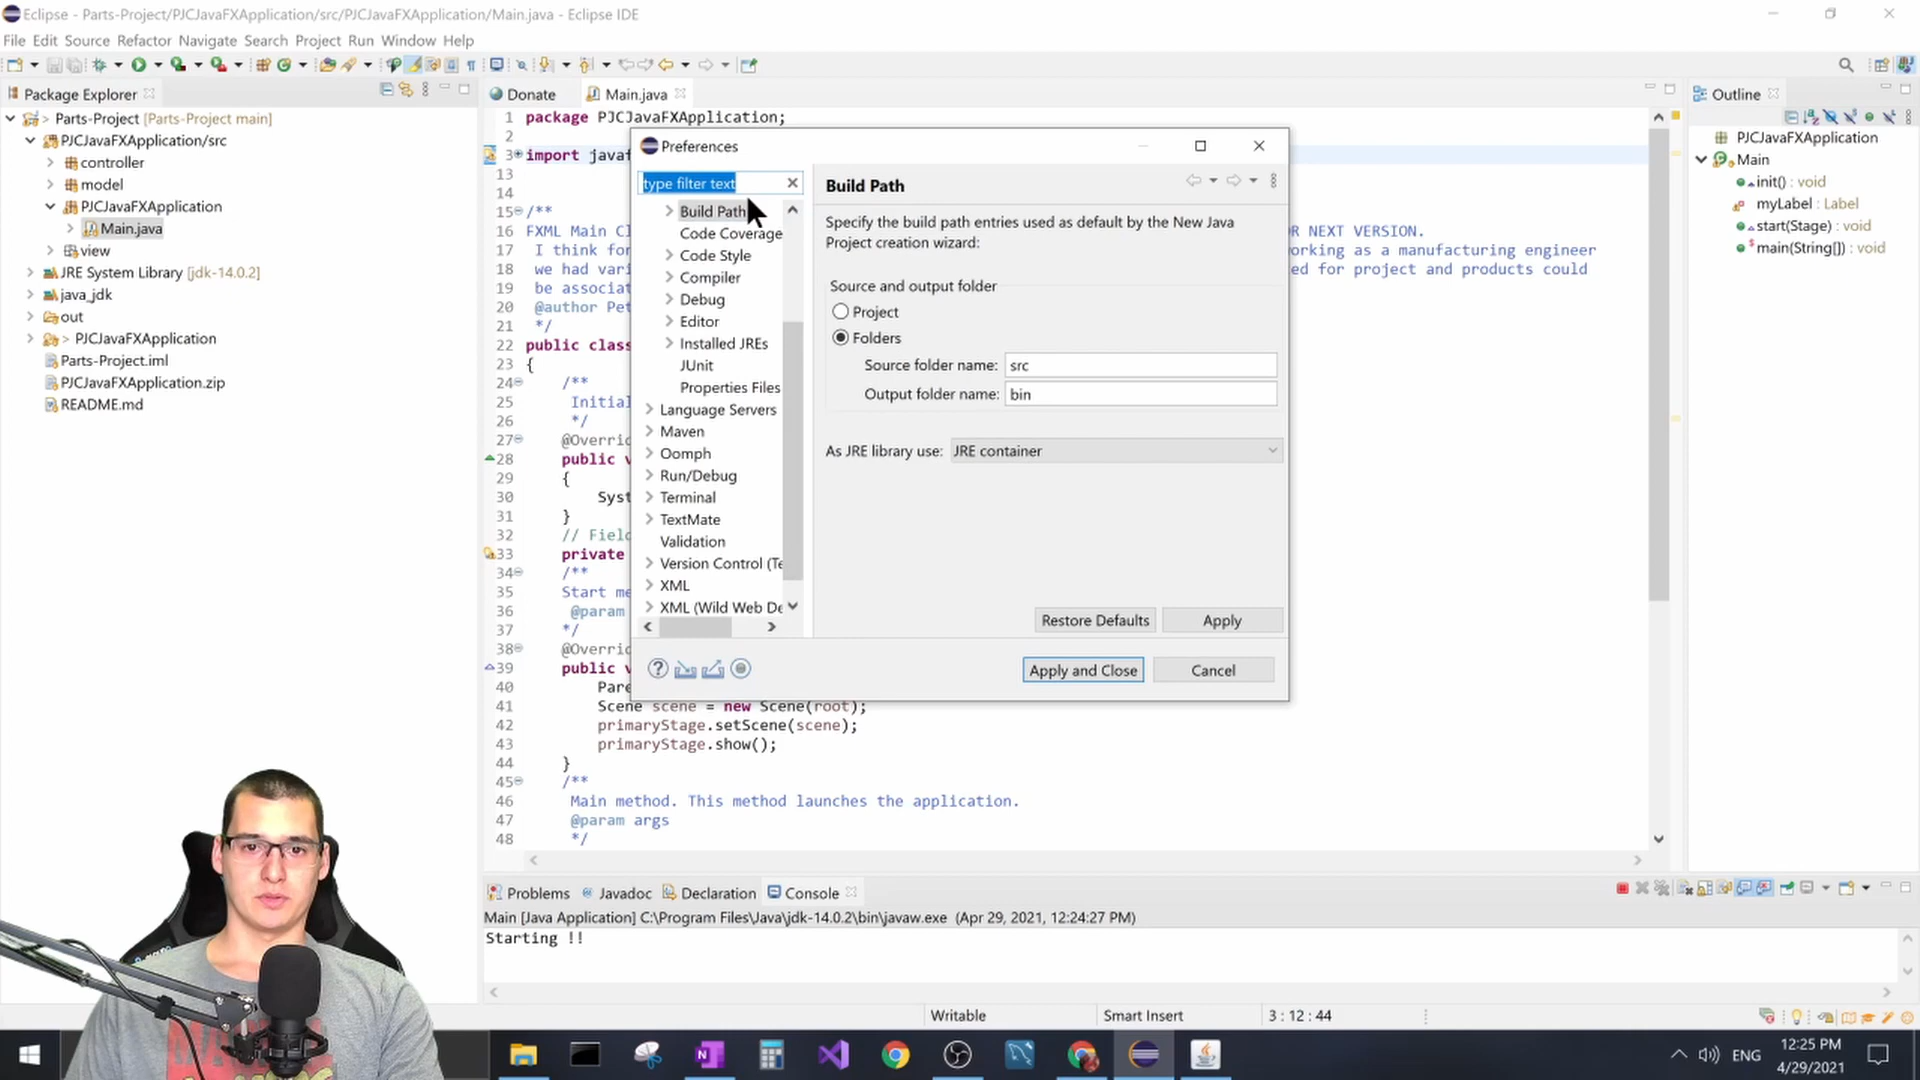 Eclipse - Parts-Project/PJCJavaFXApplication/src/PJCJavaFXApplication/Main.java - Eclipse IDE
File Edit Source Refactor Navigate Search Project Run Window Help
Package Explorer
Parts-Project [Parts-Project main]
PJCJavaFXApplication/src
controller
model
PJCJavaFXApplication
Main.java
view
JRE System Library [jdk-14.0.2]
java_jdk
out
> PJCJavaFXApplication
Parts-Project.iml
PJCJavaFXApplication.zip
README.md
Donate
Main.java
1 package PJCJavaFXApplication;
2
3 import javaf
13
14
15 /**
16 FXML Main Cl OR NEXT VERSION.
17 I think for working as a manufacturing engineer
18 we had vari ed for project and products could
19 be associat
20 @author Pet
21 */
22 public class
23 {
24 /**
25 Initial
26 */
27 @Overric
28 public v
29 {
30 Syst
31 }
32 // Field
33 private
34 /**
35 Start me
36 @param
37 */
38 @Overric
39 public v
40 Pare
41 Scene scene = new Scene(root);
42 primaryStage.setScene(scene);
43 primaryStage.show();
44 }
45 /**
46 Main method. This method launches the application.
47 @param args
48 */
Preferences
type filter text
Build Path
Code Coverage
Code Style
Compiler
Debug
Editor
Installed JREs
JUnit
Properties Files
Language Servers
Maven
Oomph
Run/Debug
Terminal
TextMate
Validation
Version Control (Te
XML
XML (Wild Web De
Build Path
Specify the build path entries used as default by the New Java
Project creation wizard:
Source and output folder
Project
Folders
Source folder name: src
Output folder name: bin
As JRE library use: JRE container
Restore Defaults Apply
Apply and Close Cancel
Outline
PJCJavaFXApplication
Main
init() : void
myLabel : Label
start(Stage) : void
main(String[]) : void
Problems Javadoc Declaration Console
Main [Java Application] C:\Program Files\Java\jdk-14.0.2\bin\javaw.exe (Apr 29, 2021, 12:24:27 PM)
Starting !!
Writable Smart Insert 3 : 12 : 44
ENG
12:25 PM
4/29/2021